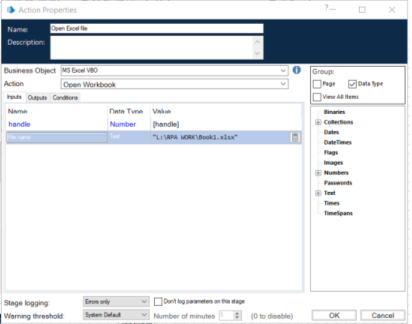 Action Properties
Name: Open Excel file
Description:
Business Object MS Excel VBO
Action Open Workbook
Inputs Outputs Conditions
Name Data Type Value
handle Number [handle]
File name Text "L:\RPA WORK\Book1.xlsx"
Group:
Page Data Type
View All Items
Binaries
Collections
Dates
DateTimes
Flags
Images
Numbers
Passwords
Text
Times
TimeSpans
Stage logging: Errors only Don't log parameters on this stage
Warning threshold: System Default Number of minutes (0 to disable)
OK Cancel